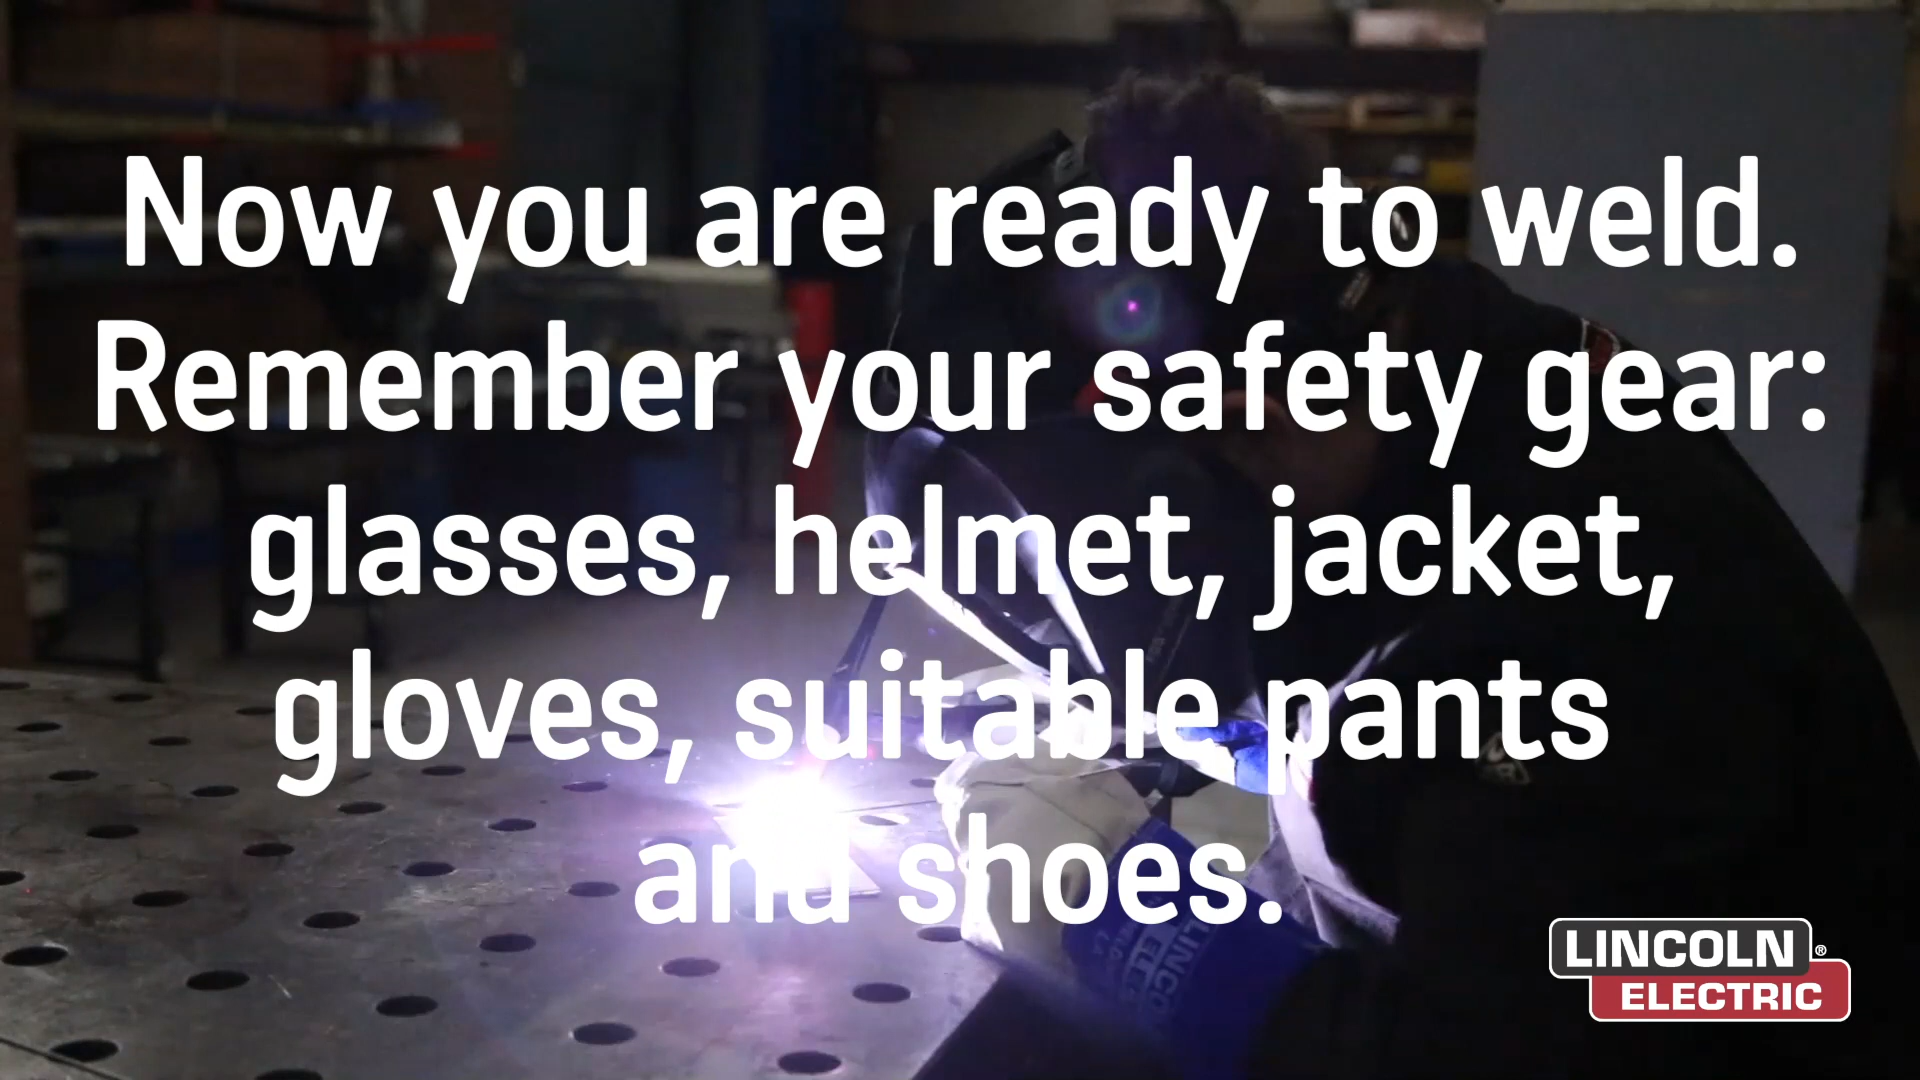 Now you are ready to weld.
Remember your safety gear:
glasses, helmet, jacket,
gloves, suitable pants
and shoes.
LINCOLN ®
ELECTRIC